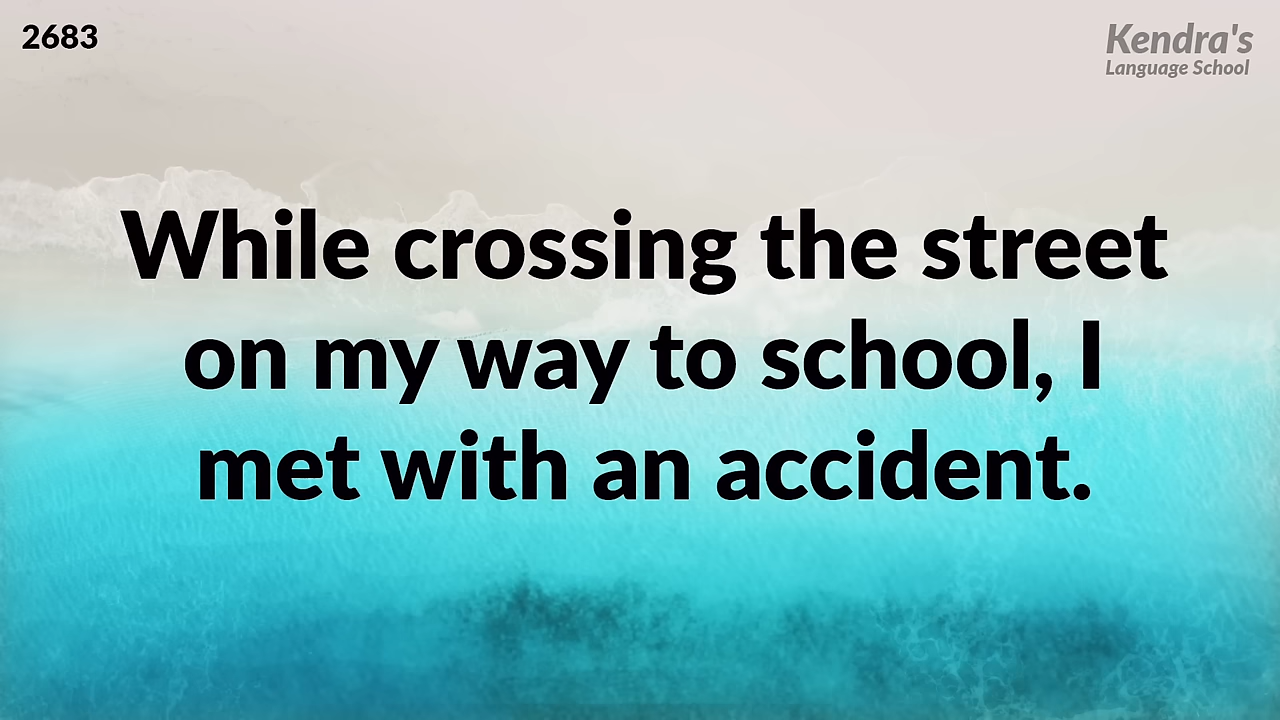 2683
Kendra's
Language School
While crossing the street
on my way to school, I
met with an accident.